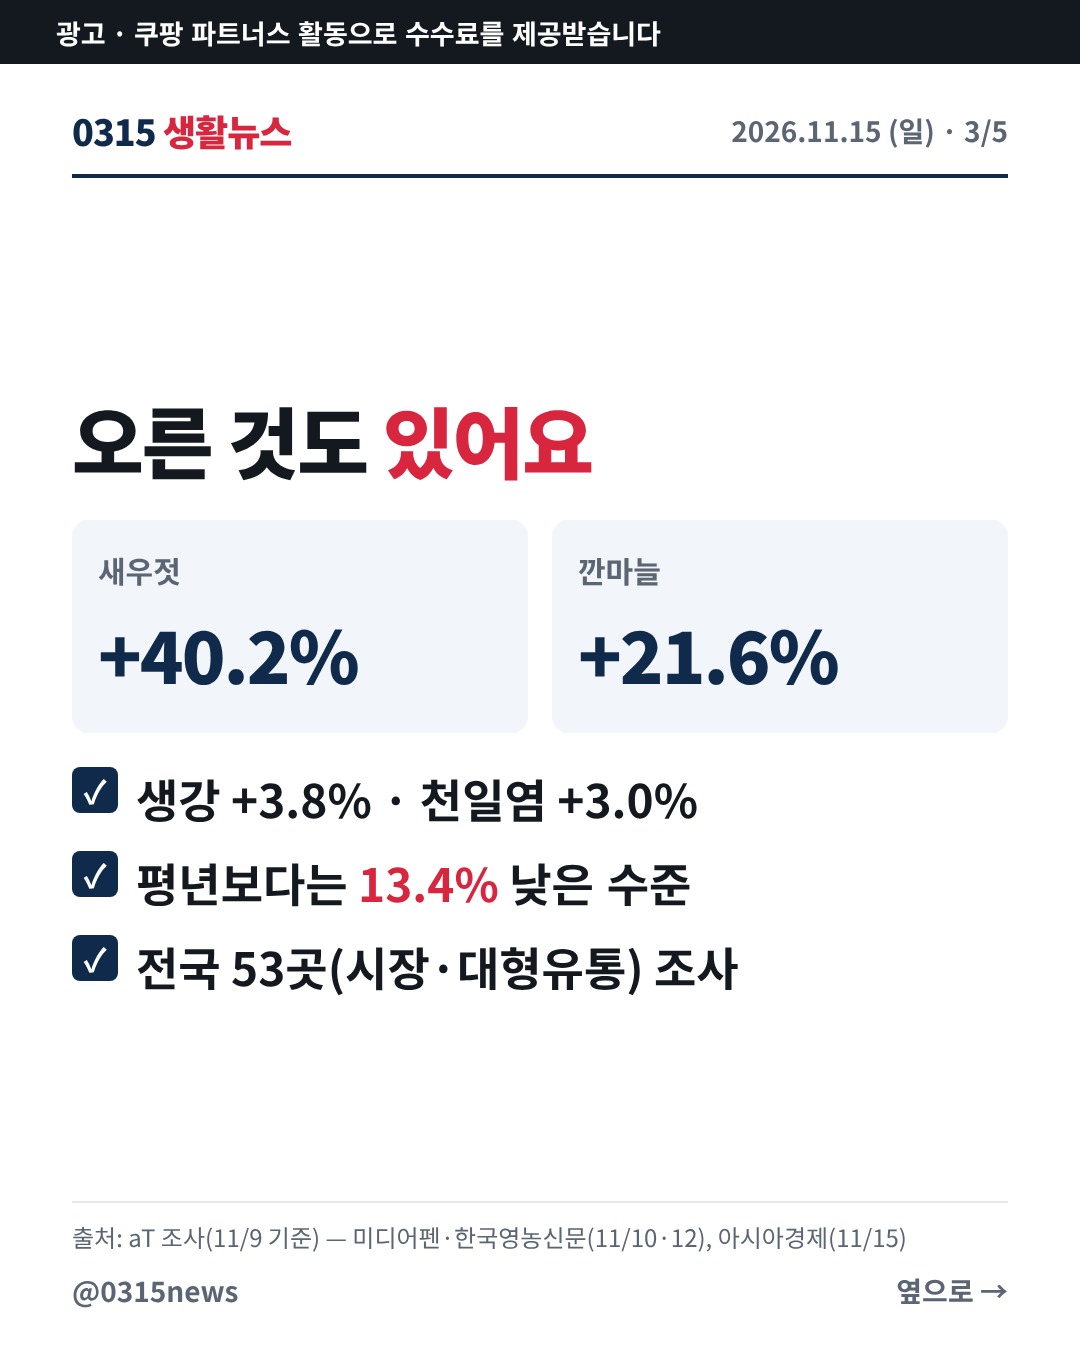 광고 · 쿠팡 파트너스 활동으로 수수료를 제공받습니다
0315 생활뉴스
2026.11.15 (일) · 3/5
오른 것도 있어요
새우젓
+40.2%
깐마늘
+21.6%
✓ 생강 +3.8% · 천일염 +3.0%
✓ 평년보다는 13.4% 낮은 수준
✓ 전국 53곳(시장·대형유통) 조사
출처: aT 조사(11/9 기준) — 미디어펜·한국영농신문(11/10·12), 아시아경제(11/15)
@0315news
옆으로 →